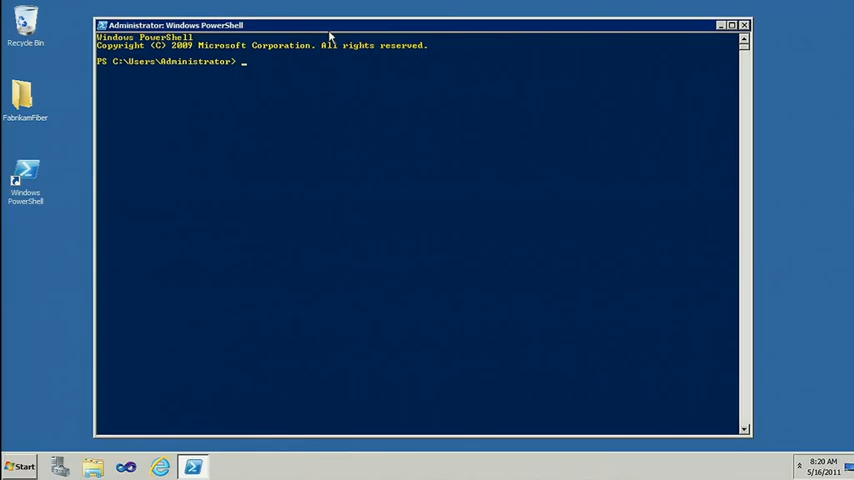 Recycle Bin
FabrikamFiber
Windows
PowerShell
Administrator: Windows PowerShell
Windows PowerShell
Copyright (C) 2009 Microsoft Corporation. All rights reserved.
PS C:\Users\Administrator> _
Start
8:20 AM
5/16/2011